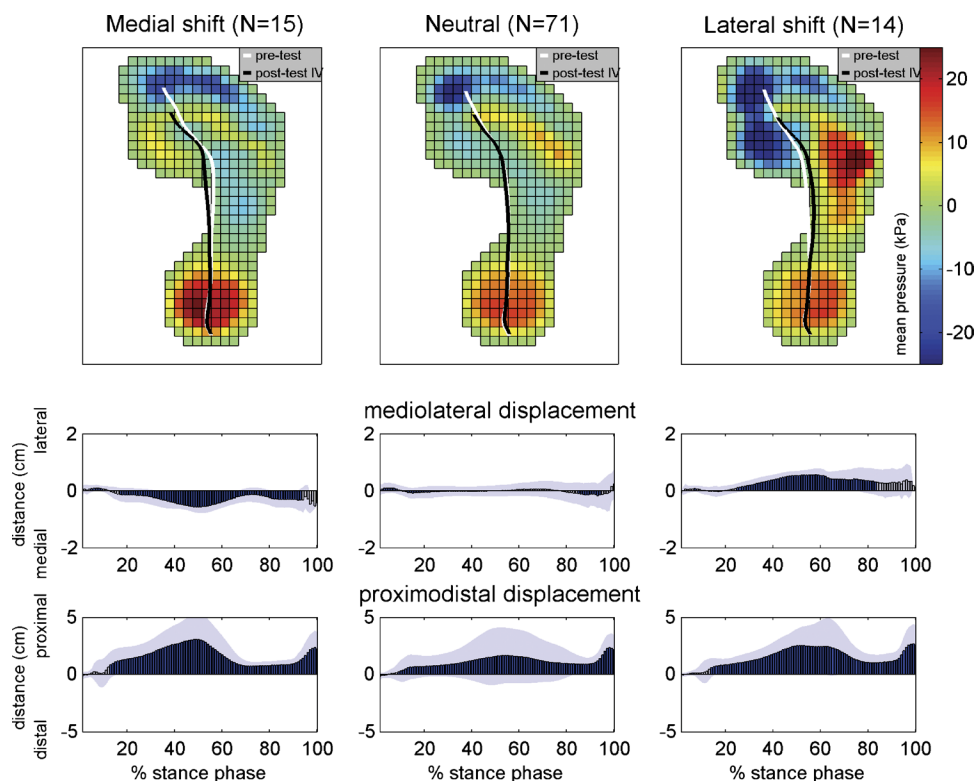 Medial shift (N=15)
Neutral (N=71)
Lateral shift (N=14)
pre-test
post-test IV
pre-test
post-test IV
pre-test
post-test IV
20
10
0
-10
-20
mean pressure (kPa)
mediolateral displacement
lateral
distance (cm)
medial
2
0
-2
20 40 60 80 100
2
0
-2
20 40 60 80 100
2
0
-2
20 40 60 80 100
proximodistal displacement
proximal
distance (cm)
distal
5
0
-5
20 40 60 80 100
% stance phase
5
0
-5
20 40 60 80 100
% stance phase
5
0
-5
20 40 60 80 100
% stance phase